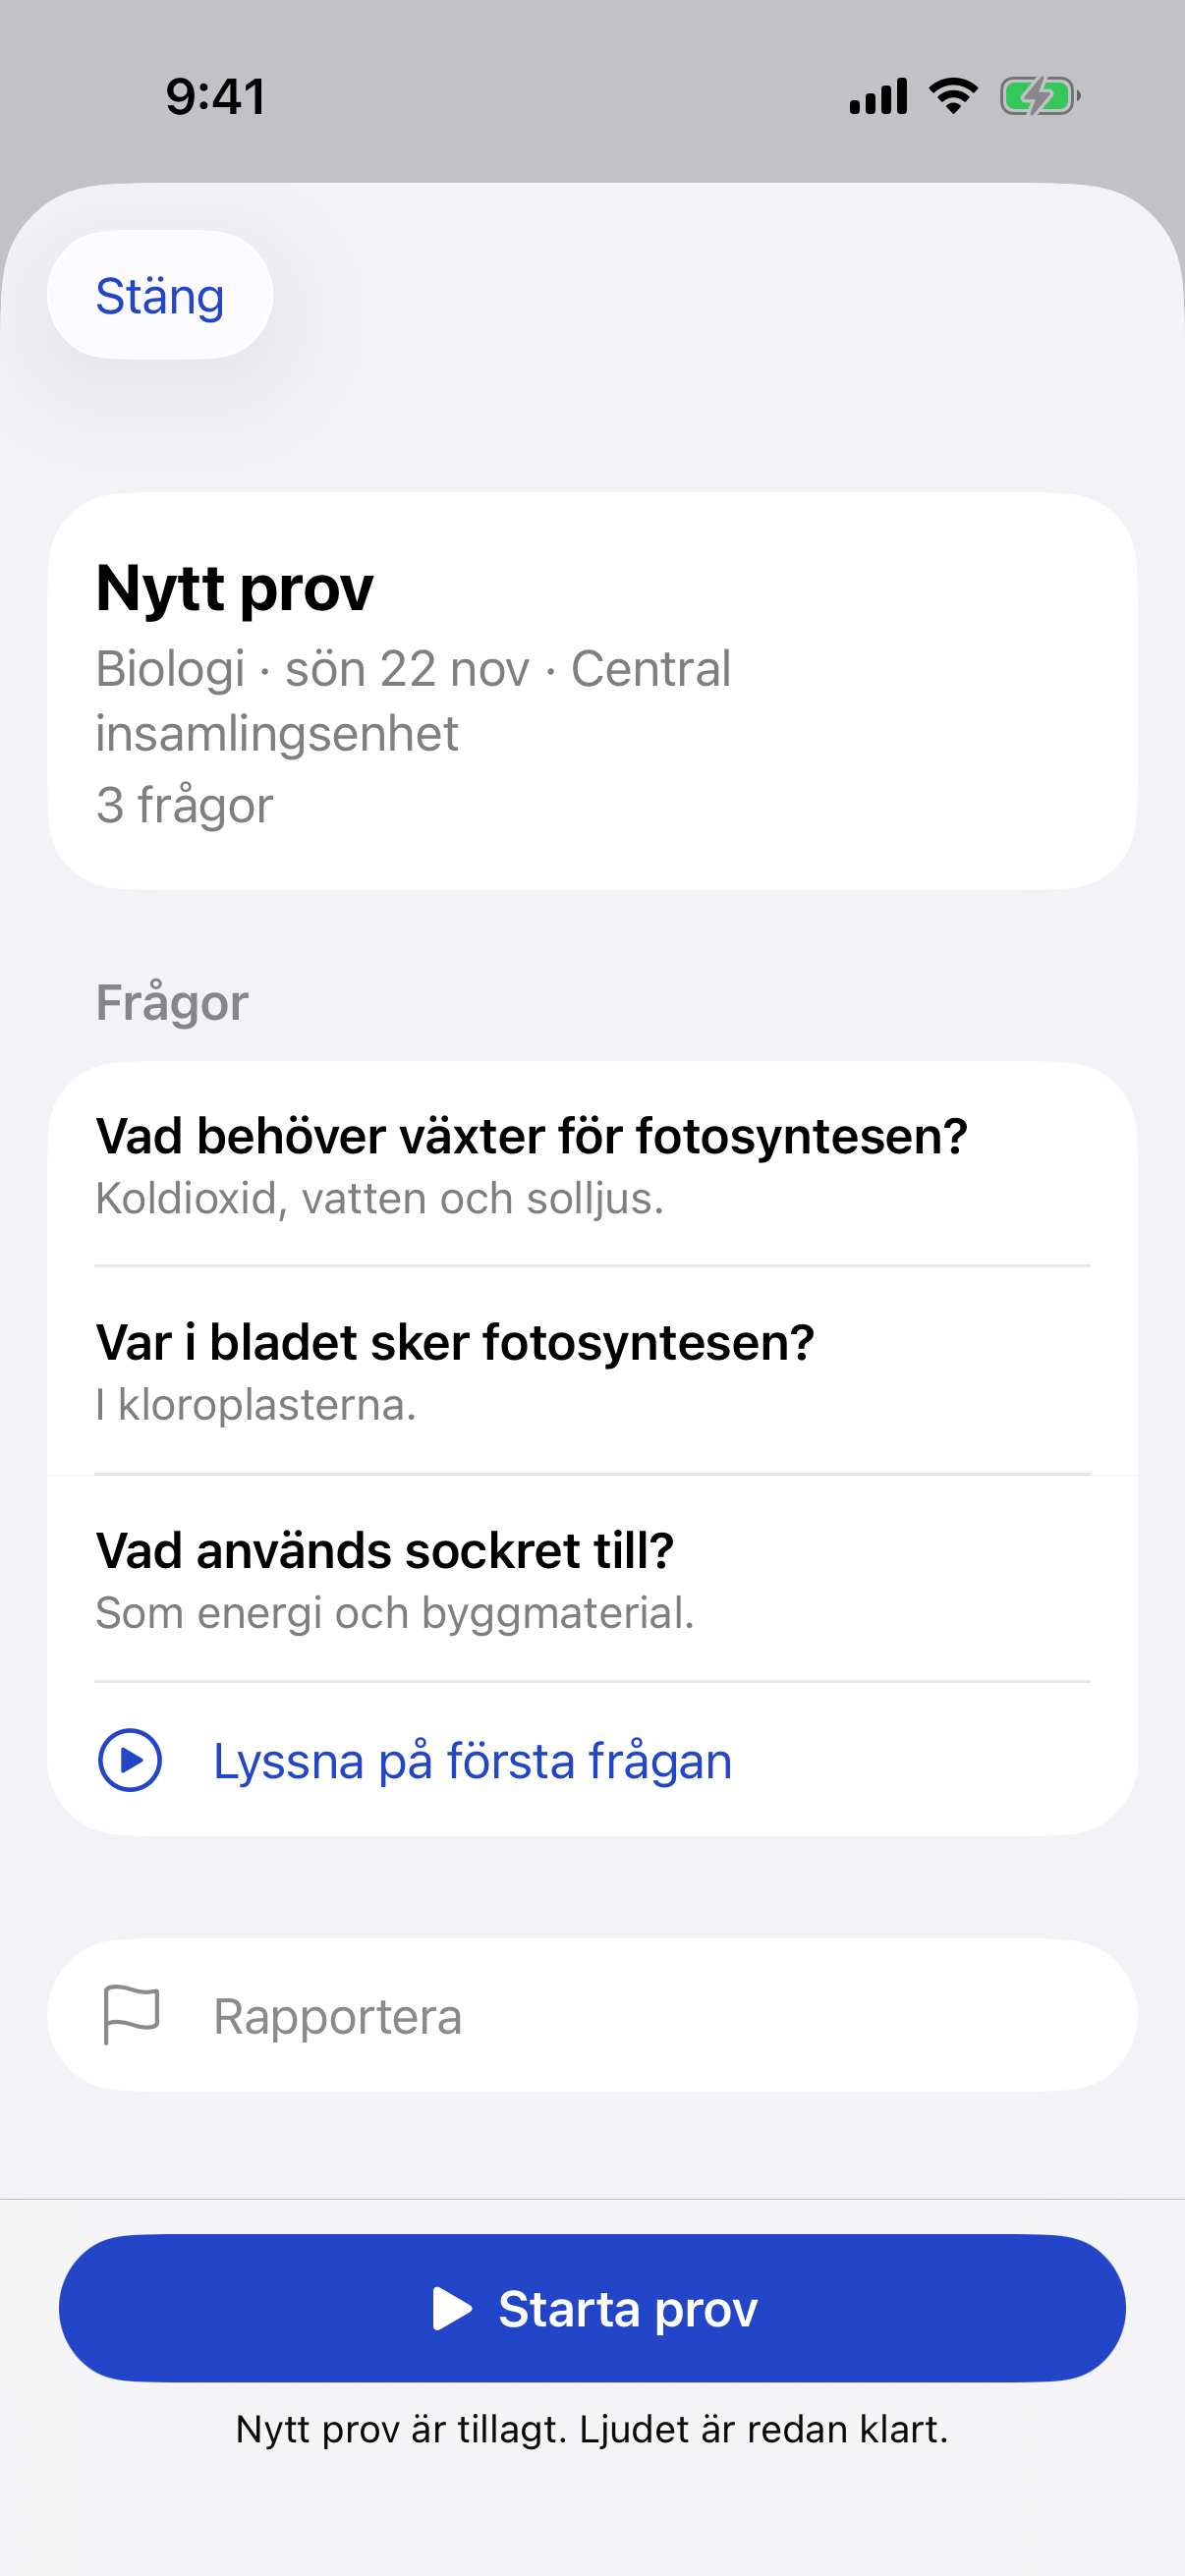 9:41
Stäng
Nytt prov
Biologi · sön 22 nov · Central
insamlingsenhet
3 frågor
Frågor
Vad behöver växter för fotosyntesen?
Koldioxid, vatten och solljus.
Var i bladet sker fotosyntesen?
I kloroplasterna.
Vad används sockret till?
Som energi och byggmaterial.
Lyssna på första frågan
Rapportera
Starta prov
Nytt prov är tillagt. Ljudet är redan klart.